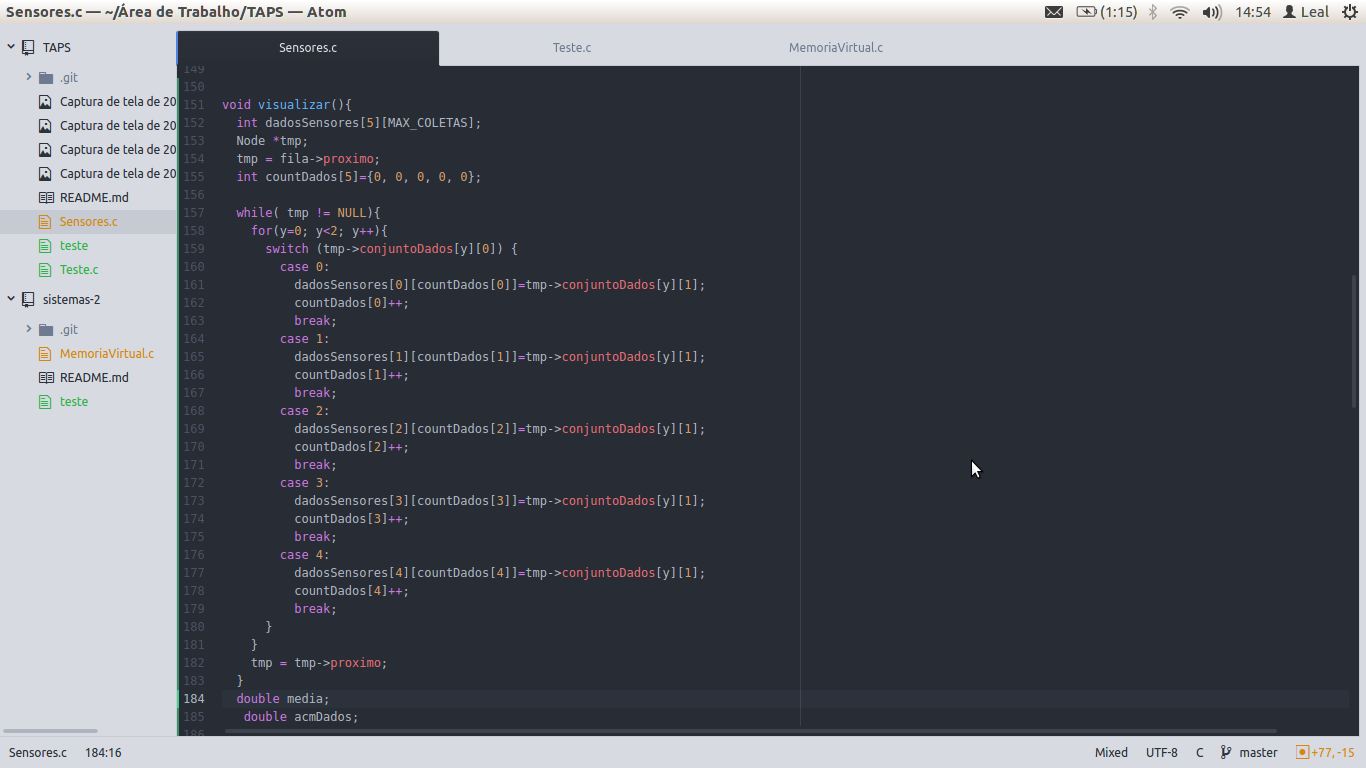 Sensores.c — ~/Área de Trabalho/TAPS — Atom
(1:15)
14:54
Leal
TAPS
.git
Captura de tela de 20
Captura de tela de 20
Captura de tela de 20
Captura de tela de 20
README.md
Sensores.c
teste
Teste.c
sistemas-2
.git
MemoriaVirtual.c
README.md
teste
Sensores.c
Teste.c
MemoriaVirtual.c
149
150
151 void visualizar(){
152 int dadosSensores[5][MAX_COLETAS];
153 Node *tmp;
154 tmp = fila->proximo;
155 int countDados[5]={0, 0, 0, 0, 0};
156
157 while( tmp != NULL){
158 for(y=0; y<2; y++){
159 switch (tmp->conjuntoDados[y][0]) {
160 case 0:
161 dadosSensores[0][countDados[0]]=tmp->conjuntoDados[y][1];
162 countDados[0]++;
163 break;
164 case 1:
165 dadosSensores[1][countDados[1]]=tmp->conjuntoDados[y][1];
166 countDados[1]++;
167 break;
168 case 2:
169 dadosSensores[2][countDados[2]]=tmp->conjuntoDados[y][1];
170 countDados[2]++;
171 break;
172 case 3:
173 dadosSensores[3][countDados[3]]=tmp->conjuntoDados[y][1];
174 countDados[3]++;
175 break;
176 case 4:
177 dadosSensores[4][countDados[4]]=tmp->conjuntoDados[y][1];
178 countDados[4]++;
179 break;
180 }
181 }
182 tmp = tmp->proximo;
183 }
184 double media;
185 double acmDados;
186
Sensores.c 184:16
Mixed UTF-8 C master +77, -15